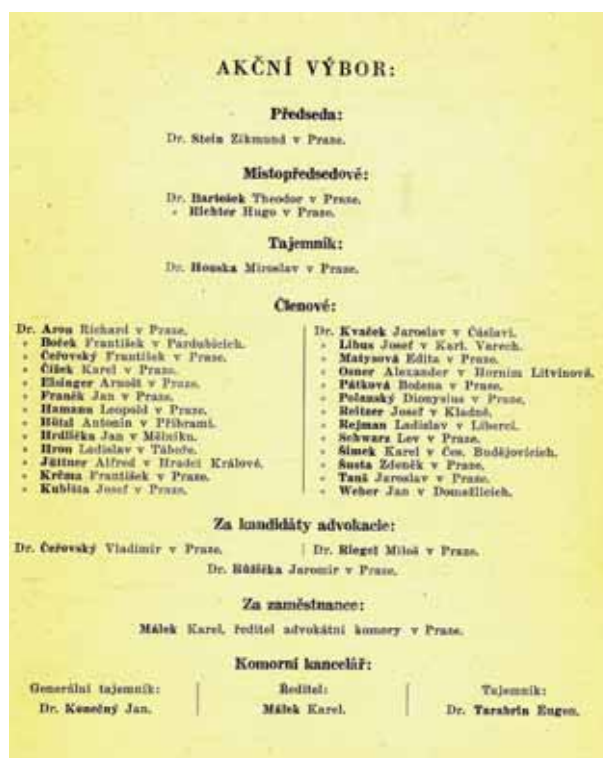 AKČNÍ VÝBOR:
Předseda:
Dr. Stein Zikmund v Praze.
Místopředsedové:
Dr. Bartošek Theodor v Praze.
» Richter Hugo v Praze.
Tajemník:
Dr. Houska Miroslav v Praze.
Členové:
Dr. Aron Richard v Praze.
» Boček František v Pardubicích.
» Čeřovský František v Praze.
» Čížek Karel v Praze.
» Elsinger Arnošt v Praze.
» Franěk Jan v Praze.
» Hamann Leopold v Praze.
» Hötzl Antonín v Příbrami.
» Hrdlička Jan v Mělníku.
» Hron Ladislav v Táboře.
» Jüttner Alfred v Hradci Králové.
» Krčma František v Praze.
» Kubišta Josef v Praze.
Dr. Kvaček Jaroslav v Čáslavi.
» Libus Josef v Karl. Varech.
» Matysová Edita v Praze.
» Osner Alexander v Horním Litvínově.
» Pátková Božena v Praze.
» Polanský Dionysius v Praze.
» Reitzer Josef v Kladně.
» Rejman Ladislav v Liberci.
» Schwarz Lev v Praze.
» Šimek Karel v Čes. Budějovicích.
» Šusta Zdeněk v Praze.
» Tauš Jaroslav v Praze.
» Weber Jan v Domažlicích.
Za kandidáty advokacie:
Dr. Čeřovský Vladimír v Praze.
Dr. Riegel Miloš v Praze.
Dr. Růžička Jaromír v Praze.
Za zaměstnance:
Málek Karel, ředitel advokátní komory v Praze.
Komorní kancelář:
Generální tajemník:
Dr. Konečný Jan.
Ředitel:
Málek Karel.
Tajemník:
Dr. Tarabrin Eugen.